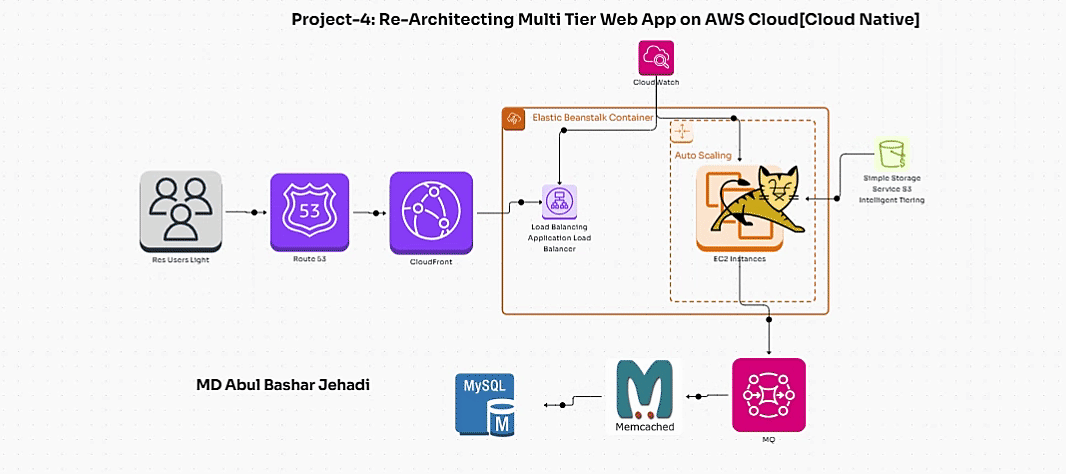 Project-4: Re-Architecting Multi Tier Web App on AWS Cloud[Cloud Native]
CloudWatch
Elastic Beanstalk Container
Auto Scaling
Simple Storage
Service S3
Intelligent Tiering
53
Res Users Light
Route 53
CloudFront
Load Balancing
Application Load
Balancer
EC2 Instances
MD Abul Bashar Jehadi
MySQL
M
Memcached
MQ